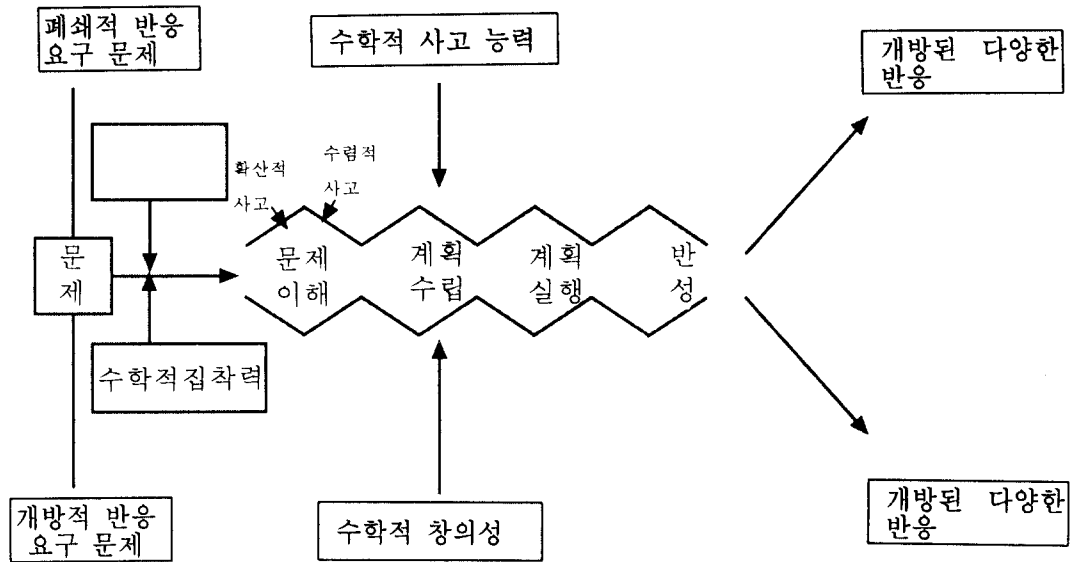 폐쇄적 반응
요구 문제
수학적 사고 능력
개방된 다양한
반응
확산적
사고
수렴적
사고
문
제
문제
이해
계획
수립
계획
실행
반
성
수학적집착력
개방적 반응
요구 문제
수학적 창의성
개방된 다양한
반응